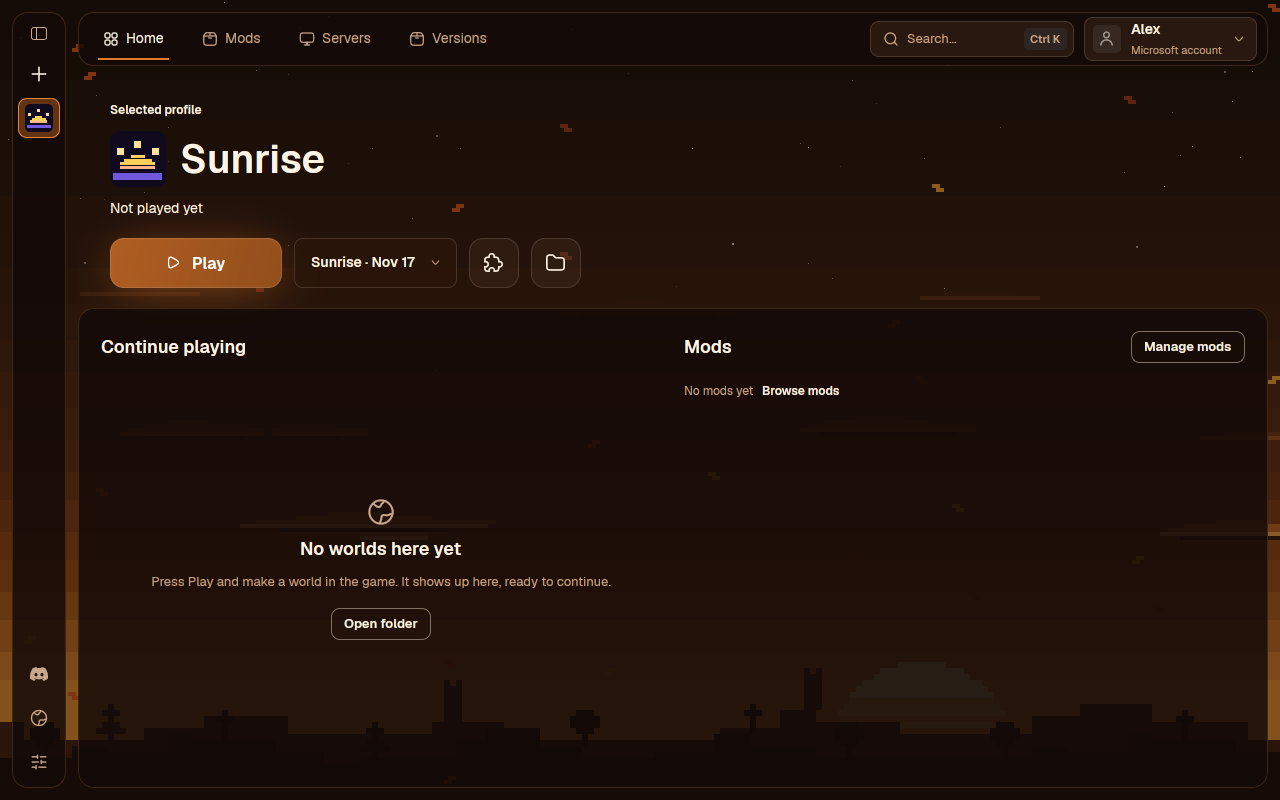 Home
Mods
Servers
Versions
Search...
Ctrl K
Alex
Microsoft account
Selected profile
Sunrise
Not played yet
Play
Sunrise · Nov 17
Continue playing
Mods
Manage mods
No mods yet Browse mods
No worlds here yet
Press Play and make a world in the game. It shows up here, ready to continue.
Open folder